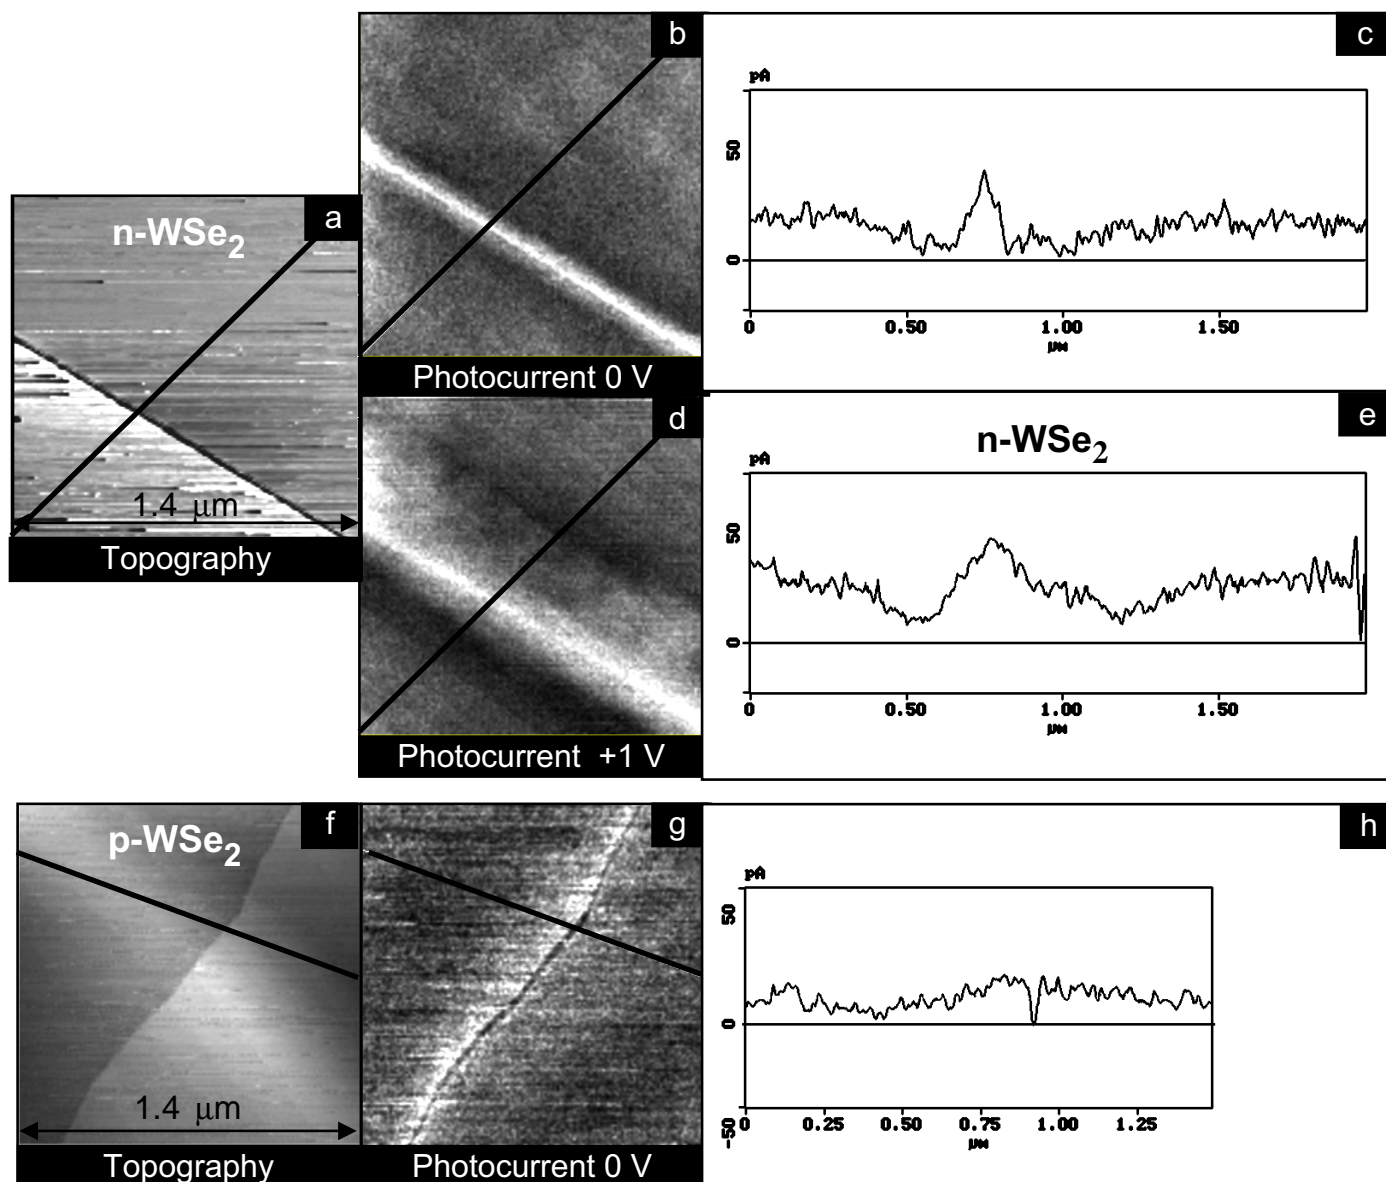 b
Photocurrent 0 V
c
pA
50
0
0 0.50 1.00 1.50
μm
n-WSe2
a
1.4 μm
Topography
d
Photocurrent +1 V
n-WSe2
e
pA
50
0
0 0.50 1.00 1.50
μm
p-WSe2
f
1.4 μm
Topography
g
Photocurrent 0 V
h
pA
50
0
-50
0 0.25 0.50 0.75 1.00 1.25
μm